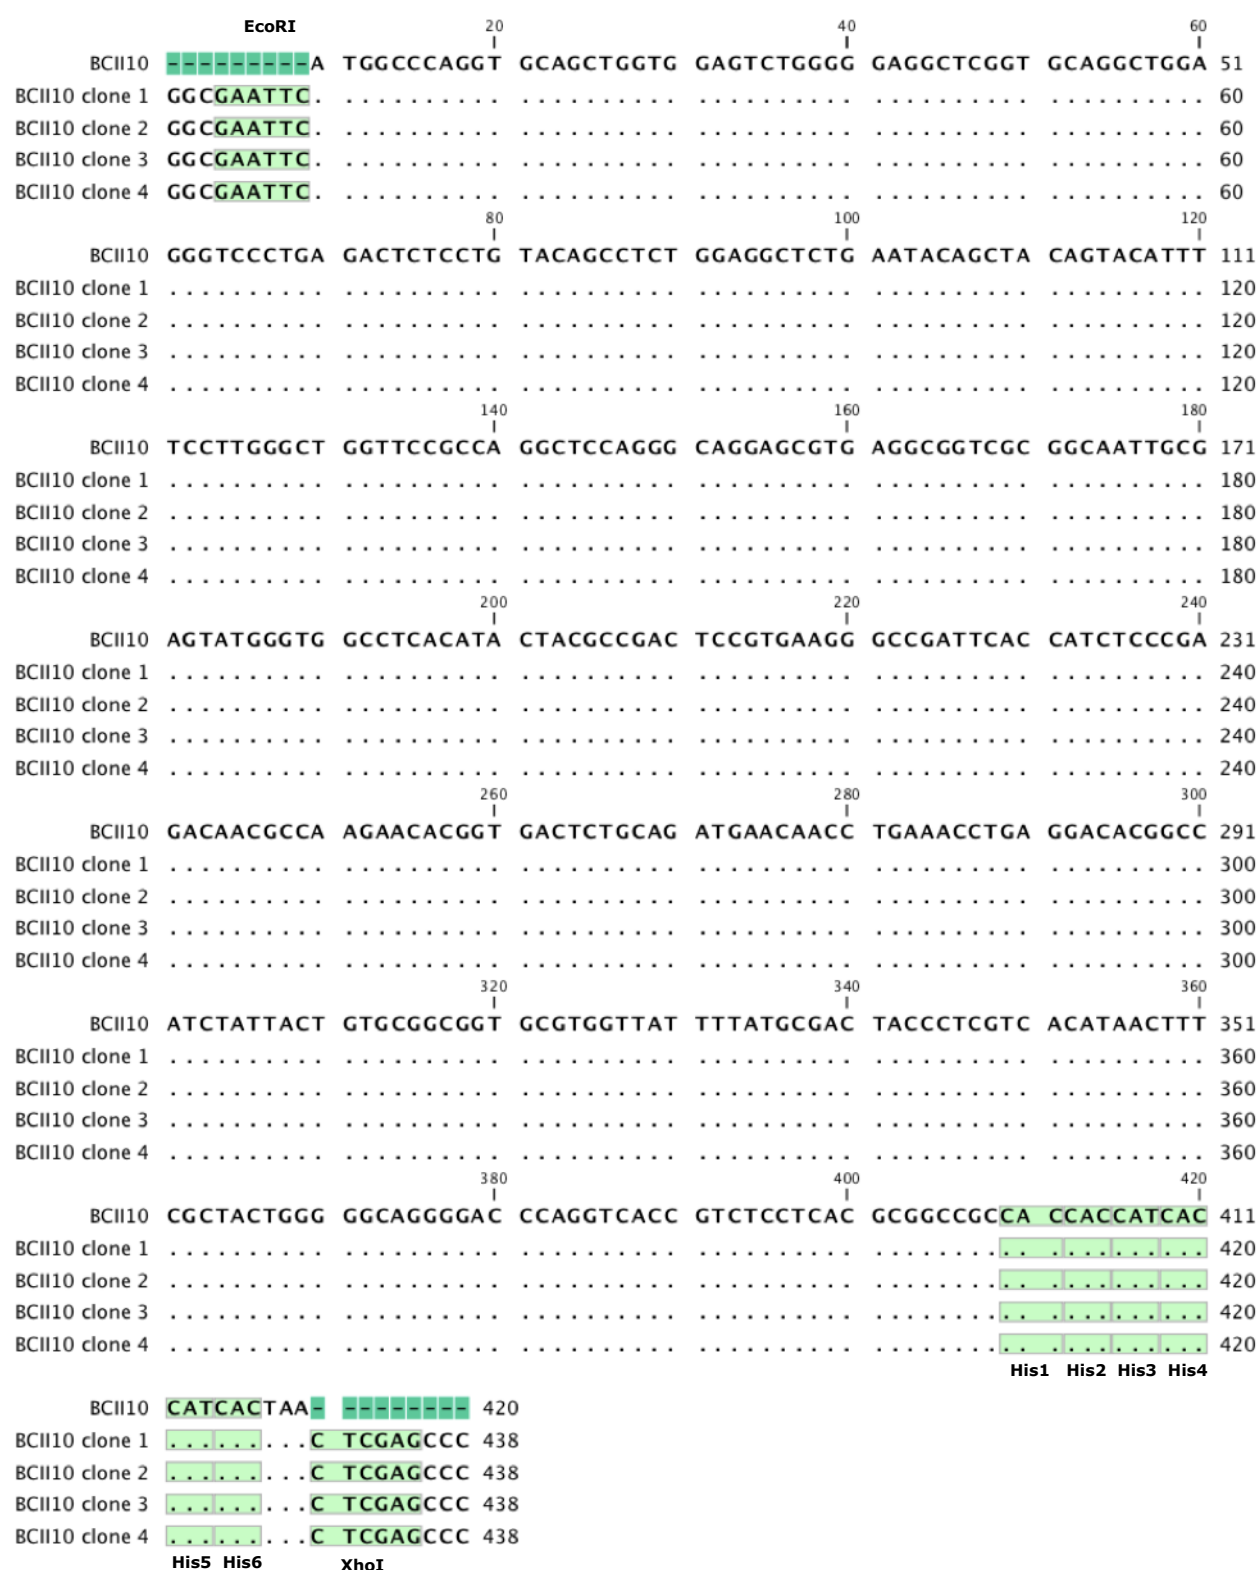 EcoRI
20 40 60
BCII10 ---------A TGGCCCAGGT GCAGCTGGTG GAGTCTGGGG GAGGCTCGGT GCAGGCTGGA 51
BCII10 clone 1 GGCGAATTC. .......... .......... .......... .......... .......... 60
BCII10 clone 2 GGCGAATTC. .......... .......... .......... .......... .......... 60
BCII10 clone 3 GGCGAATTC. .......... .......... .......... .......... .......... 60
BCII10 clone 4 GGCGAATTC. .......... .......... .......... .......... .......... 60
80 100 120
BCII10 GGGTCCCTGA GACTCTCCTG TACAGCCTCT GGAGGCTCTG AATACAGCTA CAGTACATTT 111
BCII10 clone 1 .......... .......... .......... .......... .......... .......... 120
BCII10 clone 2 .......... .......... .......... .......... .......... .......... 120
BCII10 clone 3 .......... .......... .......... .......... .......... .......... 120
BCII10 clone 4 .......... .......... .......... .......... .......... .......... 120
140 160 180
BCII10 TCCTTGGGCT GGTTCCGCCA GGCTCCAGGG CAGGAGCGTG AGGCGGTCGC GGCAATTGCG 171
BCII10 clone 1 .......... .......... .......... .......... .......... .......... 180
BCII10 clone 2 .......... .......... .......... .......... .......... .......... 180
BCII10 clone 3 .......... .......... .......... .......... .......... .......... 180
BCII10 clone 4 .......... .......... .......... .......... .......... .......... 180
200 220 240
BCII10 AGTATGGGTG GCCTCACATA CTACGCCGAC TCCGTGAAGG GCCGATTCAC CATCTCCCGA 231
BCII10 clone 1 .......... .......... .......... .......... .......... .......... 240
BCII10 clone 2 .......... .......... .......... .......... .......... .......... 240
BCII10 clone 3 .......... .......... .......... .......... .......... .......... 240
BCII10 clone 4 .......... .......... .......... .......... .......... .......... 240
260 280 300
BCII10 GACAACGCCA AGAACACGGT GACTCTGCAG ATGAACAACC TGAAACCTGA GGACACGGCC 291
BCII10 clone 1 .......... .......... .......... .......... .......... .......... 300
BCII10 clone 2 .......... .......... .......... .......... .......... .......... 300
BCII10 clone 3 .......... .......... .......... .......... .......... .......... 300
BCII10 clone 4 .......... .......... .......... .......... .......... .......... 300
320 340 360
BCII10 ATCTATTACT GTGCGGCGGT GCGTGGTTAT TTTATGCGAC TACCCTCGTC ACATAACTTT 351
BCII10 clone 1 .......... .......... .......... .......... .......... .......... 360
BCII10 clone 2 .......... .......... .......... .......... .......... .......... 360
BCII10 clone 3 .......... .......... .......... .......... .......... .......... 360
BCII10 clone 4 .......... .......... .......... .......... .......... .......... 360
380 400 420
BCII10 CGCTACTGGG GGCAGGGGAC CCAGGTCACC GTCTCCTCAC GCGGCCGCCA CCACCATCAC 411
BCII10 clone 1 .......... .......... .......... .......... .......... .......... 420
BCII10 clone 2 .......... .......... .......... .......... .......... .......... 420
BCII10 clone 3 .......... .......... .......... .......... .......... .......... 420
BCII10 clone 4 .......... .......... .......... .......... .......... .......... 420
His1 His2 His3 His4
BCII10 CATCACTAA- -------- 420
BCII10 clone 1 .........C TCGAGCCC 438
BCII10 clone 2 .........C TCGAGCCC 438
BCII10 clone 3 .........C TCGAGCCC 438
BCII10 clone 4 .........C TCGAGCCC 438
His5 His6 XhoI